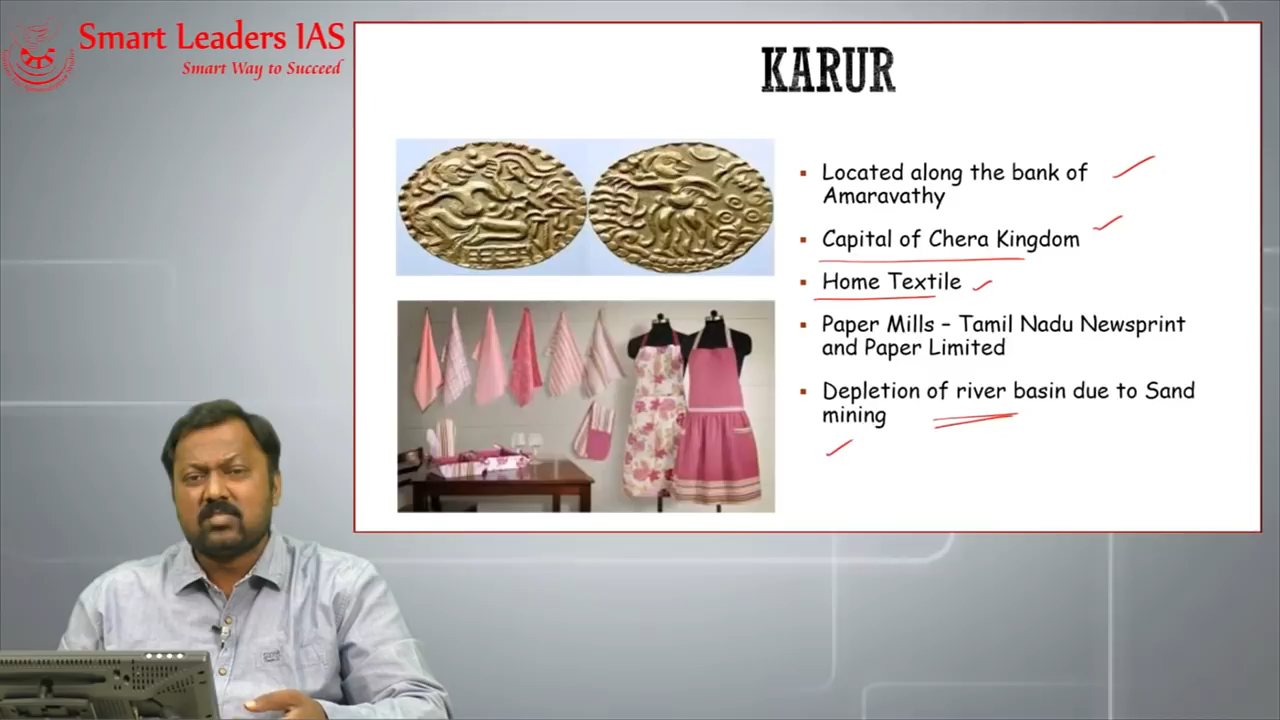 Smart Leaders IAS
Smart Way to Succeed
KARUR
▪ Located along the bank of
Amaravathy
▪ Capital of Chera Kingdom
▪ Home Textile
▪ Paper Mills – Tamil Nadu Newsprint
and Paper Limited
▪ Depletion of river basin due to Sand
mining